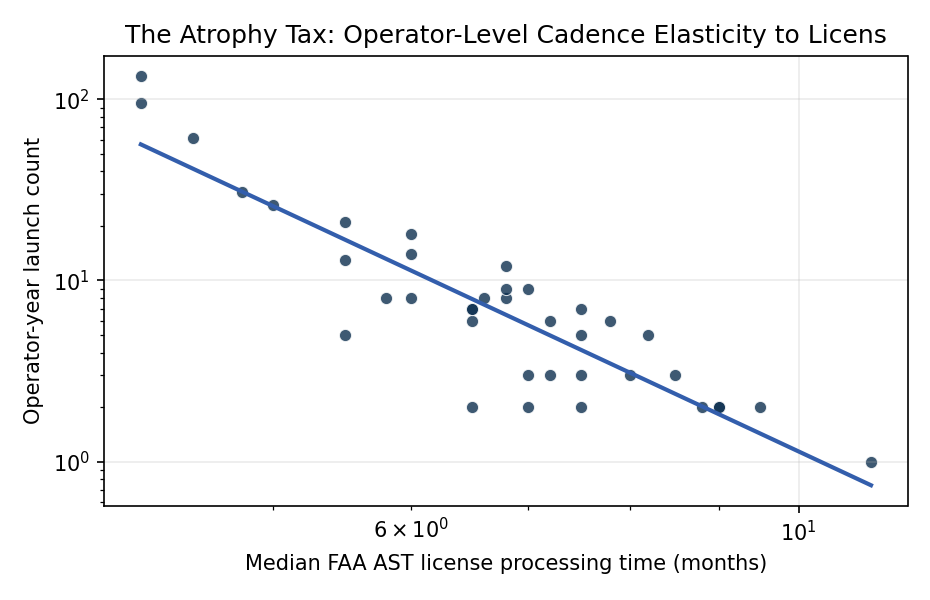 The Atrophy Tax: Operator-Level Cadence Elasticity to Licens
10²
10¹
10⁰
Operator-year launch count
6 × 10⁰
10¹
Median FAA AST license processing time (months)